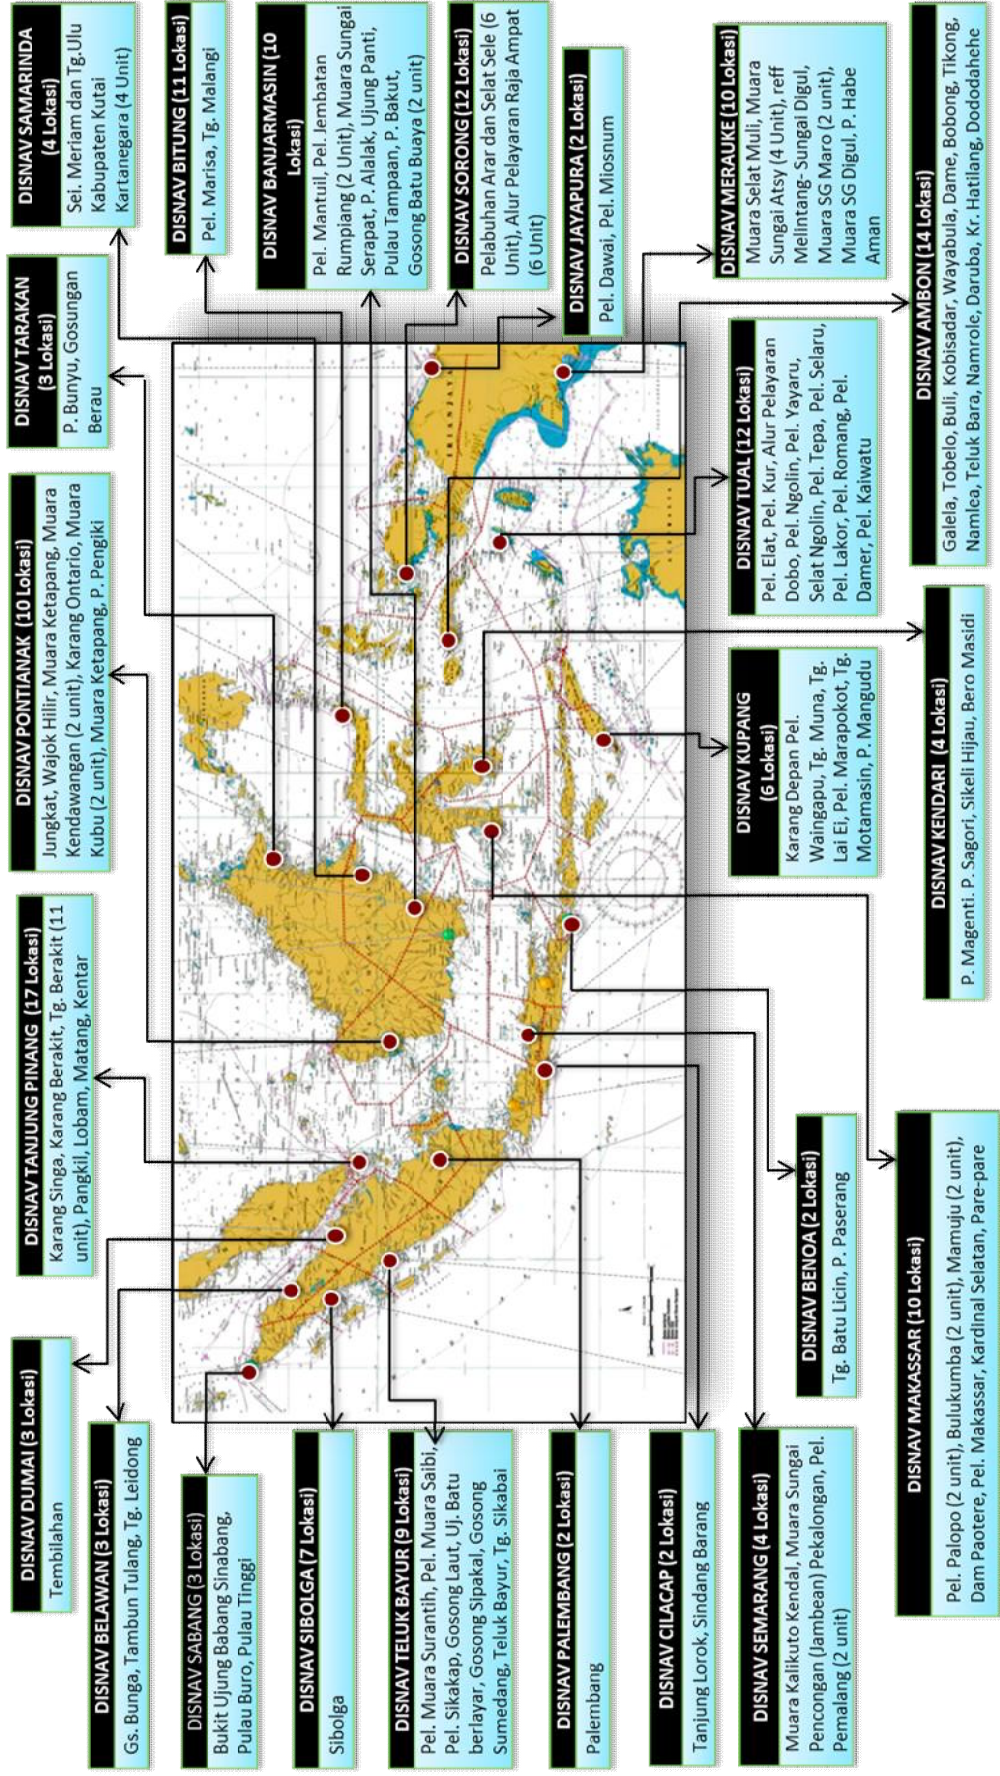 DISNAV DUMAI (3 Lokasi)
Tembilahan
DISNAV TANJUNG PINANG (17 Lokasi)
Karang Singa, Karang Berakit, Tg. Berakit (11
unit), Pangkil, Lobam, Matang, Kentar
DISNAV PONTIANAK (10 Lokasi)
Jungkat, Wajok Hilir, Muara Ketapang, Muara
Kendawangan (2 unit), Karang Ontario, Muara
Kubu (2 unit), Muara Ketapang, P. Pengiki
DISNAV TARAKAN
(3 Lokasi)
P. Bunyu, Gosungan
Berau
DISNAV SAMARINDA
(4 Lokasi)
Sei. Meriam dan Tg,Ulu
Kabupaten Kutai
Kartanegara (4 Unit)
DISNAV BELAWAN (3 Lokasi)
Gs. Bunga, Tambun Tulang, Tg. Leidong
DISNAV SABANG (3 Lokasi)
Bukit Ujung Babang Sinabang,
Pulau Buro, Pulau Tinggi
DISNAV SIBOLGA (7 Lokasi)
Sibolga
DISNAV TELUK BAYUR (9 Lokasi)
Pel. Muara Surantih, Pel. Muara Saibi,
Pel. Sikakap, Gosong Laut, Uj. Batu
berlayar, Gosong Sipakal, Gosong
Sumedang, Teluk Bayur, Tg. Sikabai
DISNAV PALEMBANG (2 Lokasi)
Palembang
DISNAV CILACAP (2 Lokasi)
Tanjung Lorok, Sindang Barang
DISNAV SEMARANG (4 Lokasi)
Muara Kalikuto Kendal, Muara Sungai
Pencongan (Jambean) Pekalongan, Pel.
Pemalang (2 unit)
DISNAV BITUNG (11 Lokasi)
Pel. Marisa, Tg. Malangi
DISNAV BANJARMASIN (10
Lokasi)
Pel. Mantuil, Pel. Jembatan
Rumpiang (2 Unit), Muara Sungai
Serapat, P. Alalak, Ujung Panti,
Pulau Tampaan, P. Bakut,
Gosong Batu Buaya (2 unit)
DISNAV SORONG (12 Lokasi)
Pelabuhan Arar dan Selat Sele (6
Unit), Alur Pelayaran Raja Ampat
(6 Unit)
DISNAV JAYAPURA (2 Lokasi)
Pel. Dawai, Pel. Miosnum
DISNAV MERAUKE (10 Lokasi)
Muara Selat Muli, Muara
Sungai Atsy (4 Unit), reff
Melintang- Sungai Digul,
Muara SG Maro (2 unit),
Muara SG Digul, P. Habe
Aman
IRIAN JAYA
DISNAV BENOA (2 Lokasi)
Tg. Batu Licin, P. Paserang
DISNAV KUPANG
(6 Lokasi)
Karang Depan Pel.
Waingapu, Tg. Muna, Tg.
Lai Ei, Pel. Marapokot, Tg.
Motamasin, P. Mangudu
DISNAV TUAL (12 Lokasi)
Pel. Elat, Pel. Kur, Alur Pelayaran
Dobo, Pel. Ngolin, Pel. Yayaru,
Selat Ngolin, Pel. Tepa, Pel. Selaru,
Pel. Lakor, Pel. Romang, Pel.
Damer, Pel. Kaiwatu
DISNAV MAKASSAR (10 Lokasi)
Pel. Palopo (2 unit), Bulukumba (2 unit), Mamuju (2 unit),
Dam Paotere, Pel. Makassar, Kardinal Selatan, Pare-pare
DISNAV KENDARI (4 Lokasi)
P. Magenti. P. Sagori, Sikeli Hijau, Bero Masidi
DISNAV AMBON (14 Lokasi)
Galela, Tobelo, Buli, Kobisadar, Wayabula, Dame, Bobong, Tikong,
Namlea, Teluk Bara, Namrole, Daruba, Kr. Hatilang, Dododahehe